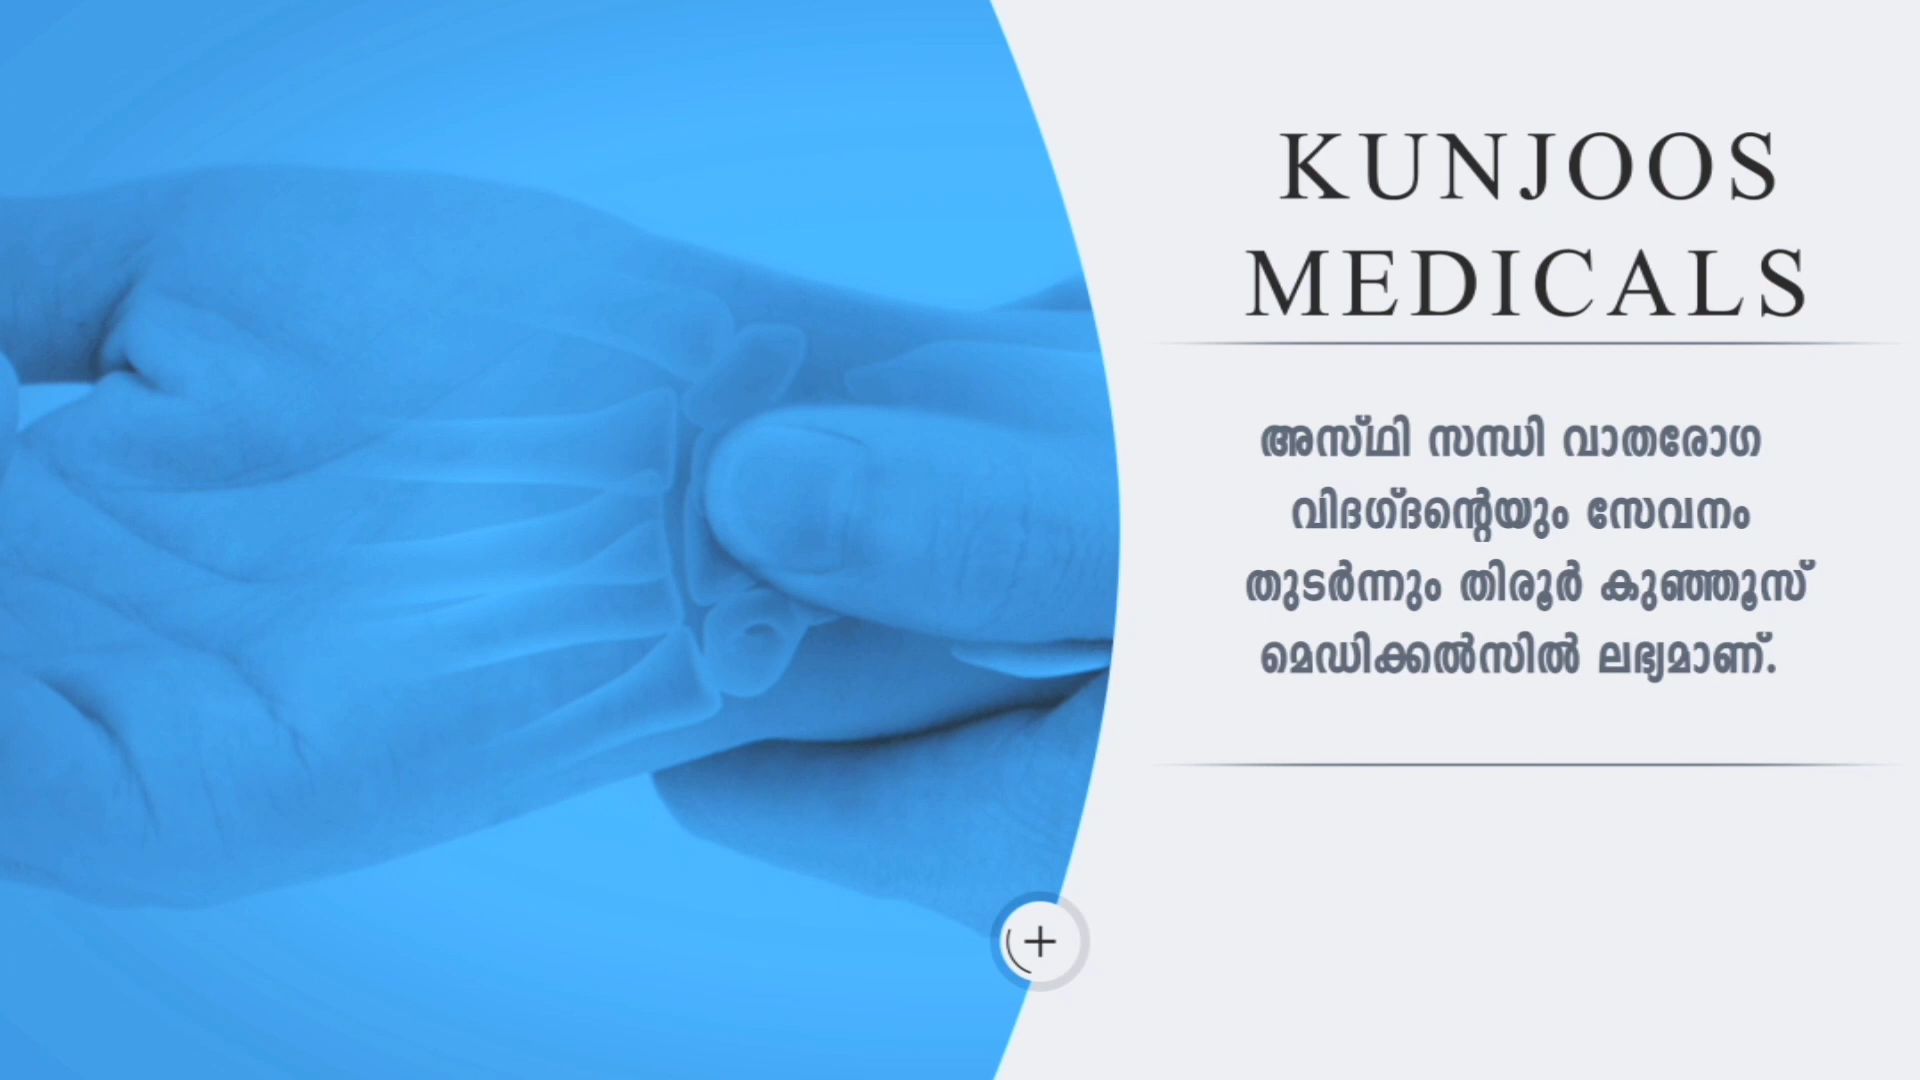 KUNJOOS
MEDICALS
അസ്ഥി സന്ധി വാതരോഗ
വിദഗ്ദന്റെയും സേവനം
തുടർന്നും തിരൂർ കുഞ്ഞൂസ്
മെഡിക്കൽസിൽ ലഭ്യമാണ്.